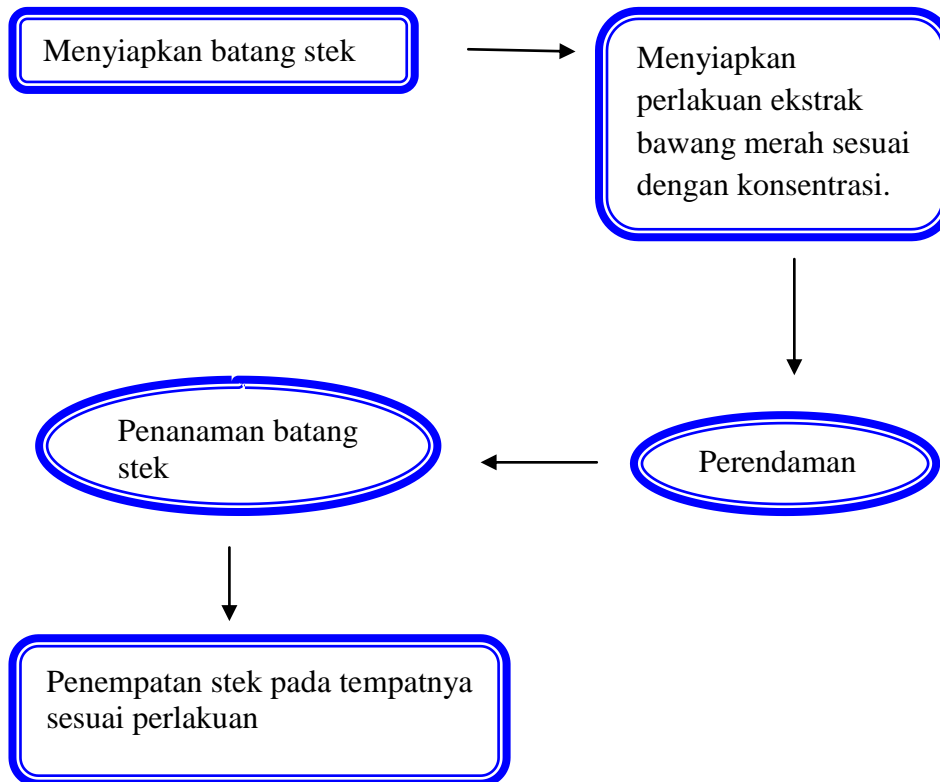 Menyiapkan batang stek
Menyiapkan
perlakuan ekstrak
bawang merah sesuai
dengan konsentrasi.
Perendaman
Penanaman batang
stek
Penempatan stek pada tempatnya
sesuai perlakuan